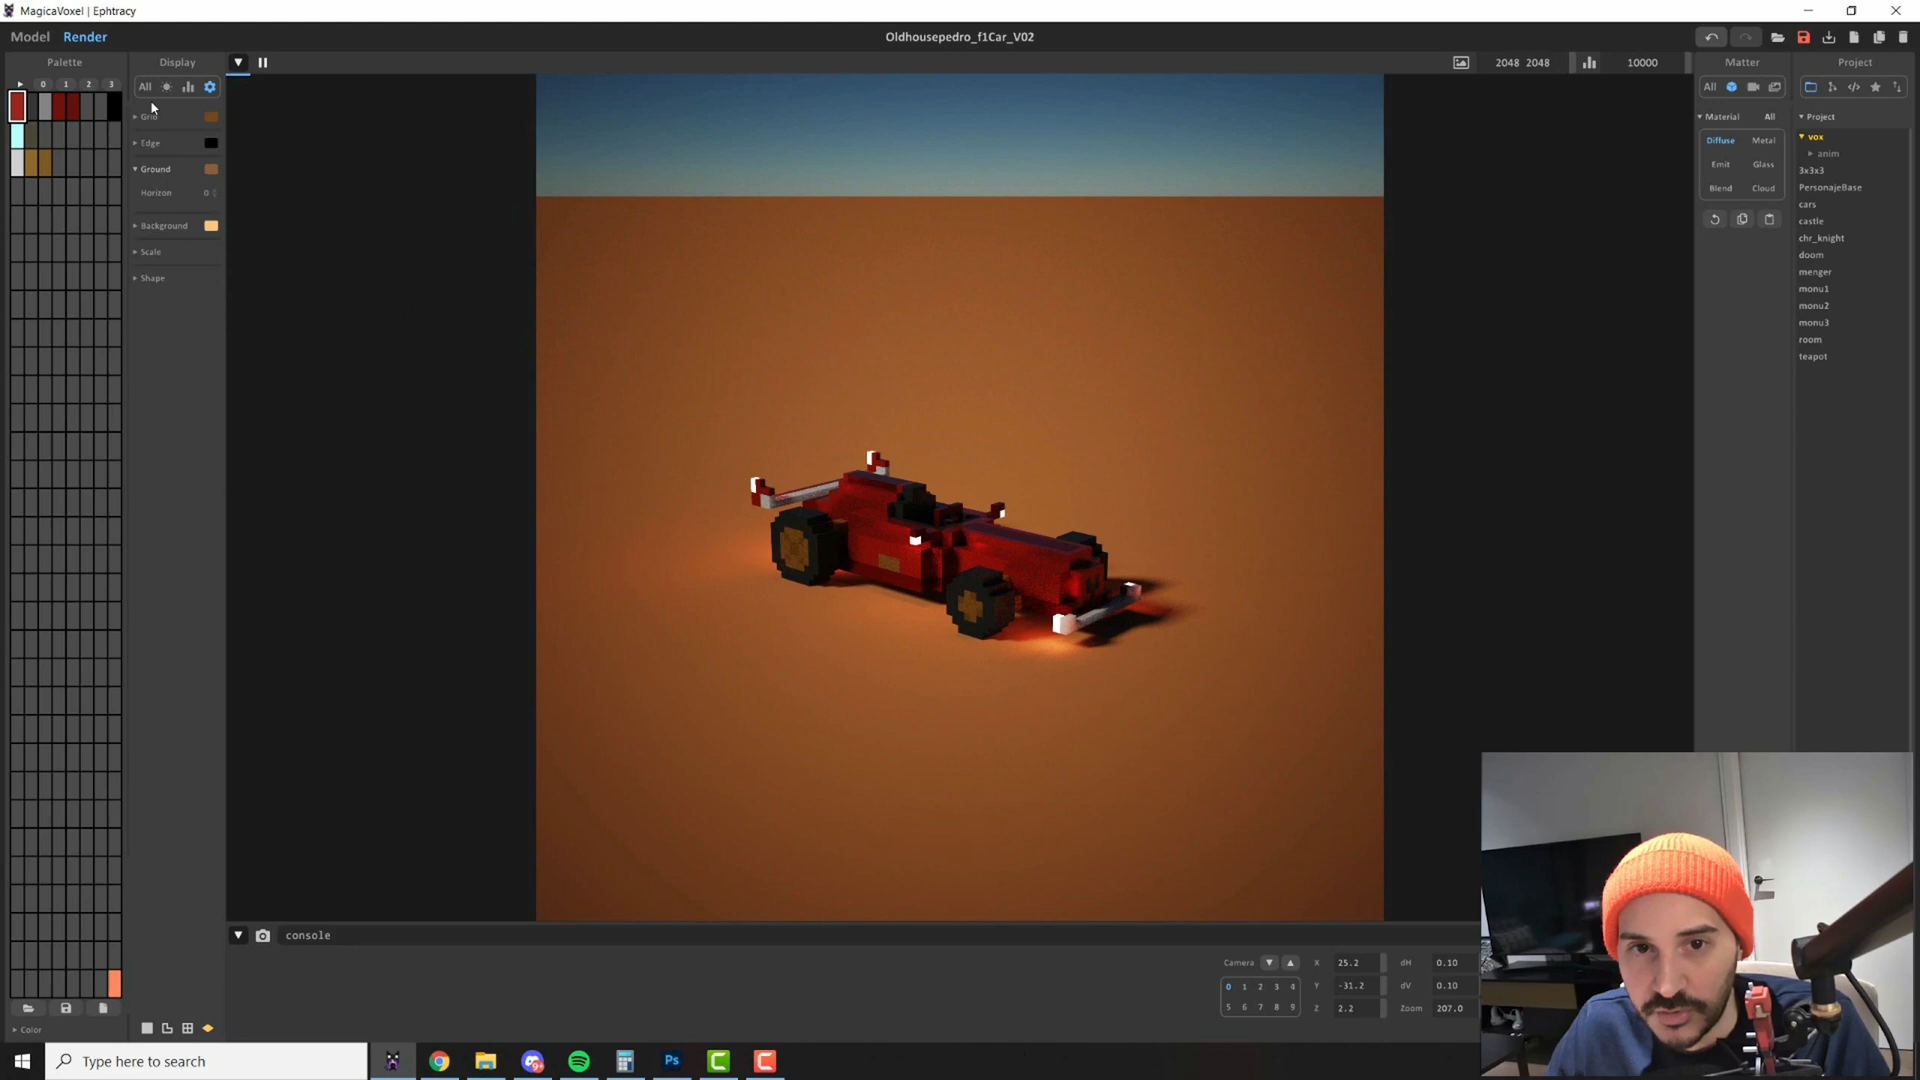 MagicaVoxel | Ephtracy
Model Render
Oldhousepedro_f1Car_V02
Palette
Display
2048 2048
10000
Matter
Project
0 1 2 3
All
Grid
Edge
Ground
Horizon 0
Background
Scale
Shape
All
Material All
Diffuse Metal
Emit Glass
Blend Cloud
Project
vox
anim
3x3x3
PersonajeBase
cars
castle
chr_knight
doom
menger
monu1
monu2
monu3
room
teapot
console
Camera
0 1 2 3 4
5 6 7 8 9
X 25.2 dH 0.10
Y -31.2 dV 0.10
Z 2.2 Zoom 207.0
Color
Type here to search
9+
Ps
C
C